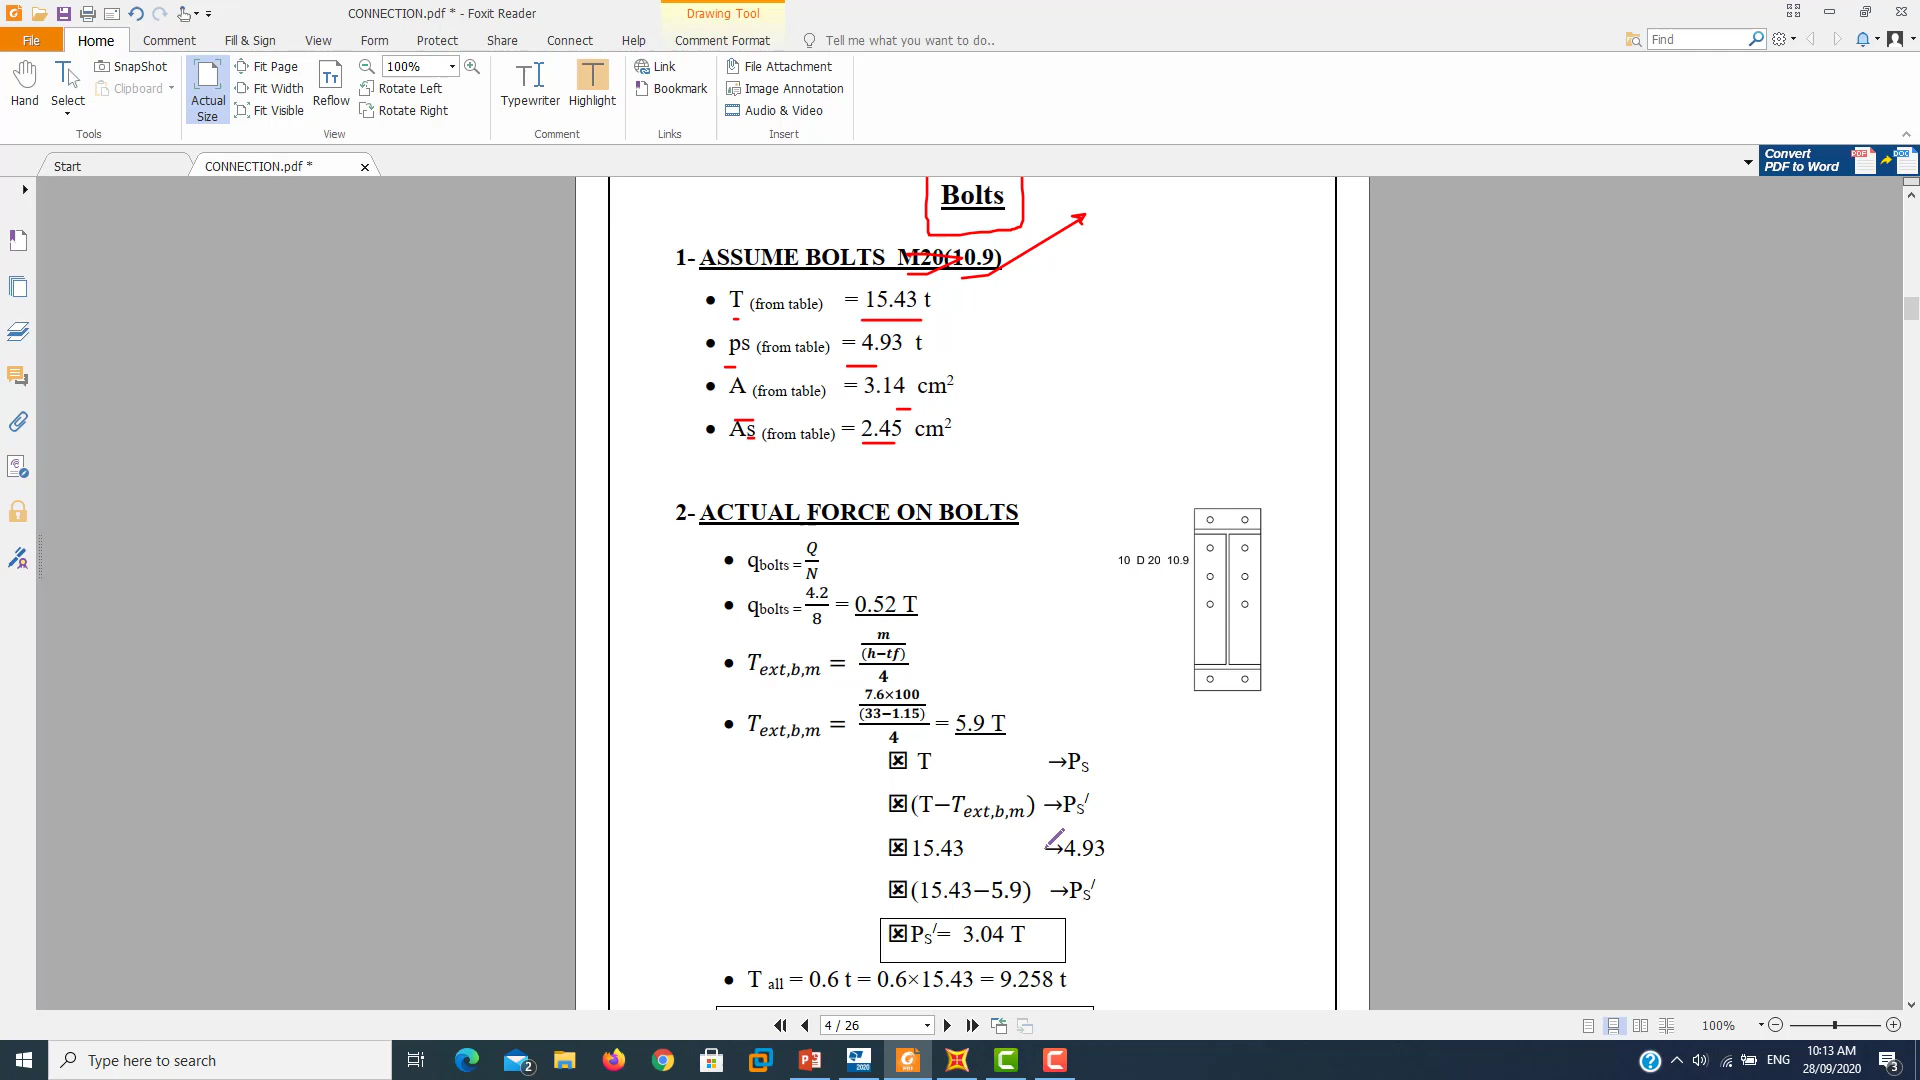 CONNECTION.pdf * - Foxit Reader
Drawing Tool
File Home Comment Fill & Sign View Form Protect Share Connect Help Comment Format Tell me what you want to do.. Find
Hand Select SnapShot Clipboard Actual Size Fit Page Fit Width Fit Visible Reflow 100% Rotate Left Rotate Right Typewriter Highlight Link Bookmark File Attachment Image Annotation Audio & Video
Tools View Comment Links Insert
Start CONNECTION.pdf *
Convert PDF to Word
Bolts
1- ASSUME BOLTS M20(10.9)
• T (from table) = 15.43 t
• ps (from table) = 4.93 t
• A (from table) = 3.14 cm²
• As (from table) = 2.45 cm²
2- ACTUAL FORCE ON BOLTS
• qbolts = Q/N
10 D 20 10.9
• qbolts = 4.2/8 = 0.52 T
• Text,b,m = (m/(h−tf))/4
• Text,b,m = (7.6×100/(33−1.15))/4 = 5.9 T
☒ T →PS
☒ (T−Text,b,m) →PS/
☒ 15.43 →4.93
☒ (15.43−5.9) →PS/
☒ PS/= 3.04 T
• T all = 0.6 t = 0.6×15.43 = 9.258 t
4 / 26
100%
Type here to search
2
2020
ENG
10:13 AM
28/09/2020
3